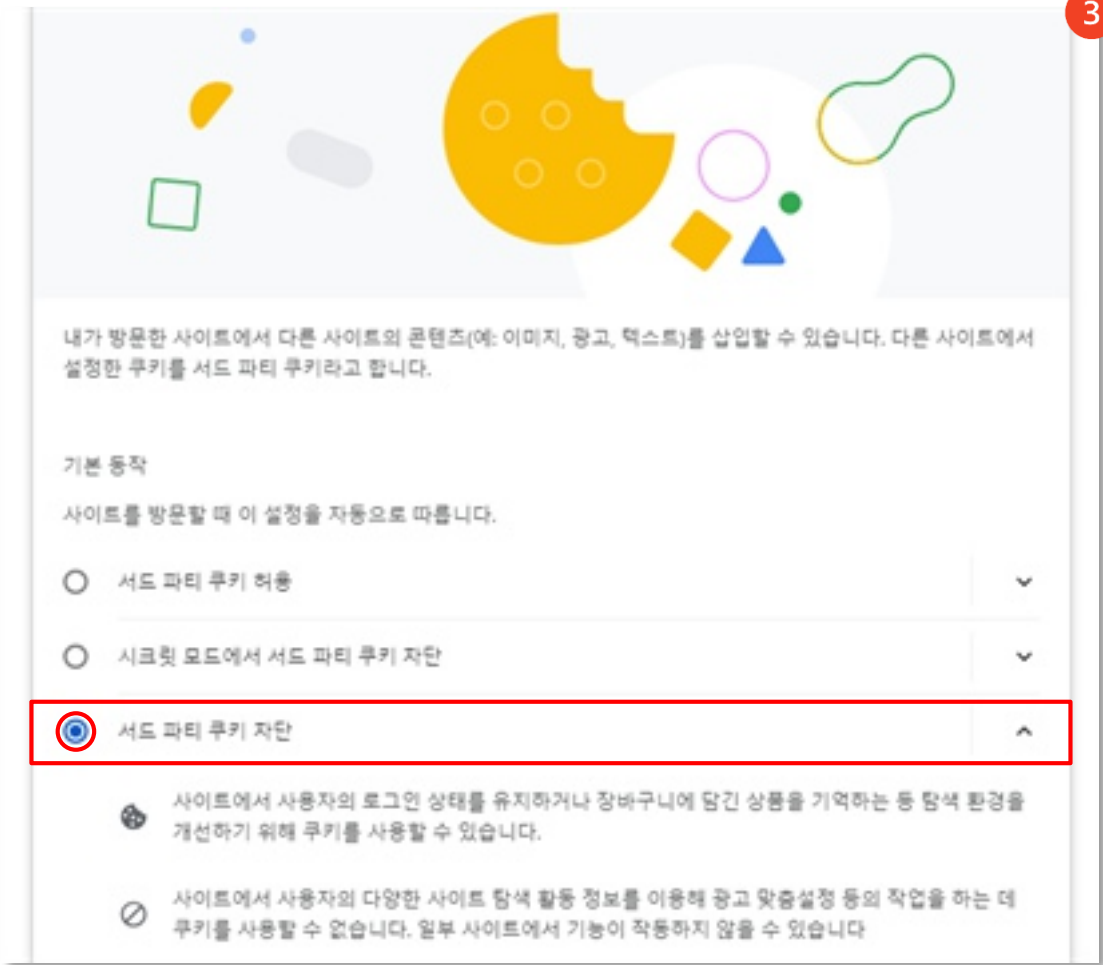 3
내가 방문한 사이트에서 다른 사이트의 콘텐츠(예: 이미지, 광고, 텍스트)를 삽입할 수 있습니다. 다른 사이트에서
설정한 쿠키를 서드 파티 쿠키라고 합니다.
기본 동작
사이트를 방문할 때 이 설정을 자동으로 따릅니다.
서드 파티 쿠키 허용
시크릿 모드에서 서드 파티 쿠키 차단
서드 파티 쿠키 차단
사이트에서 사용자의 로그인 상태를 유지하거나 장바구니에 담긴 상품을 기억하는 등 탐색 환경을
개선하기 위해 쿠키를 사용할 수 있습니다.
사이트에서 사용자의 다양한 사이트 탐색 활동 정보를 이용해 광고 맞춤설정 등의 작업을 하는 데
쿠키를 사용할 수 없습니다. 일부 사이트에서 기능이 작동하지 않을 수 있습니다